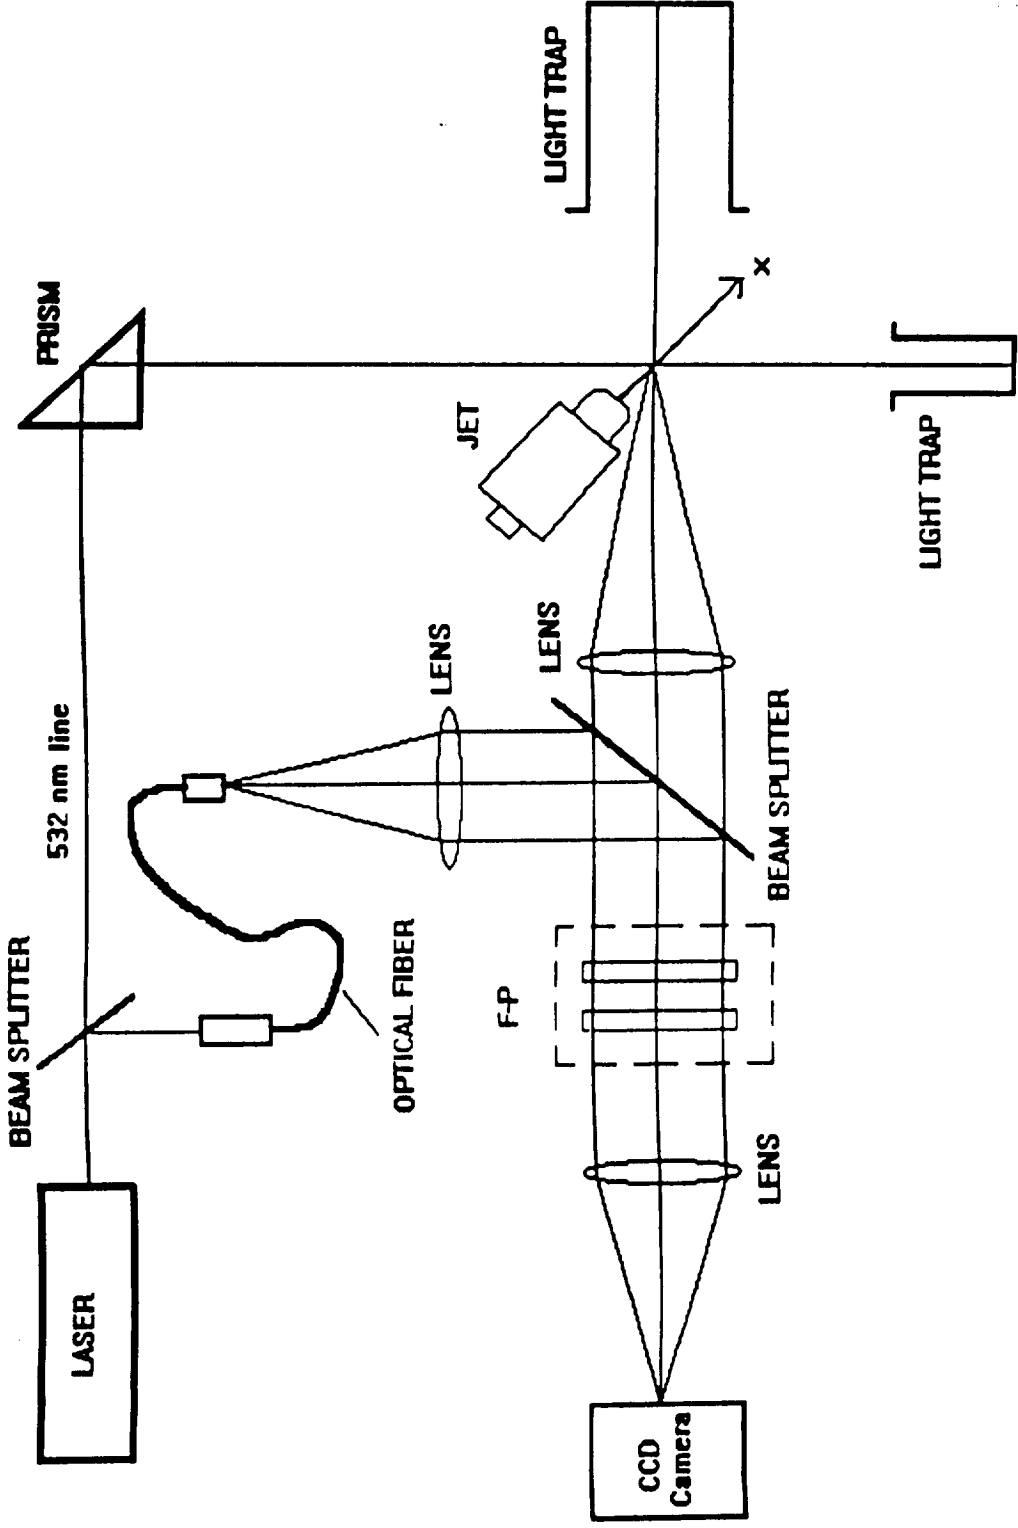 LASER
BEAM SPLITTER
532 nm line
PRISM
OPTICAL FIBER
LENS
JET
LIGHT TRAP
LENS
X
F-P
BEAM SPLITTER
LENS
LIGHT TRAP
CCD
Camera